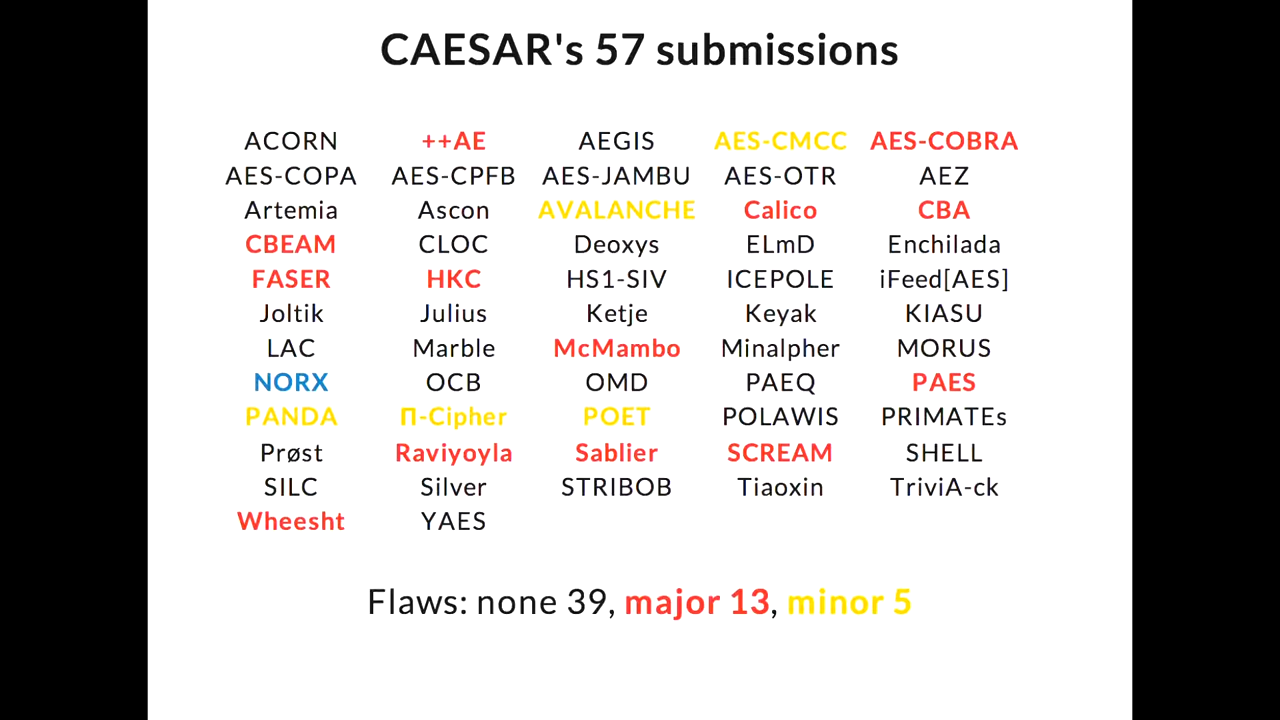 CAESAR's 57 submissions
ACORN ++AE AEGIS AES-CMCC AES-COBRA
AES-COPA AES-CPFB AES-JAMBU AES-OTR AEZ
Artemia Ascon AVALANCHE Calico CBA
CBEAM CLOC Deoxys ELmD Enchilada
FASER HKC HS1-SIV ICEPOLE iFeed[AES]
Joltik Julius Ketje Keyak KIASU
LAC Marble McMambo Minalpher MORUS
NORX OCB OMD PAEQ PAES
PANDA π-Cipher POET POLAWIS PRIMATEs
Prøst Raviyoyla Sablier SCREAM SHELL
SILC Silver STRIBOB Tiaoxin TriviA-ck
Wheesht YAES
Flaws: none 39, major 13, minor 5